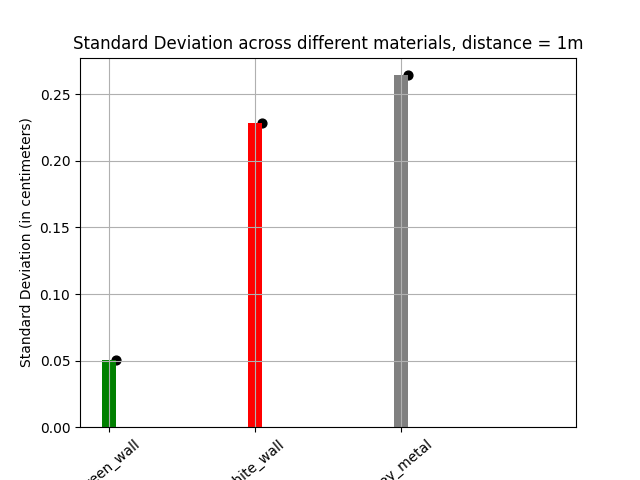 Standard Deviation across different materials, distance = 1m
Standard Deviation (in centimeters)
0.25
0.20
0.15
0.10
0.05
0.00
een_wall
hite_wall
y_metal